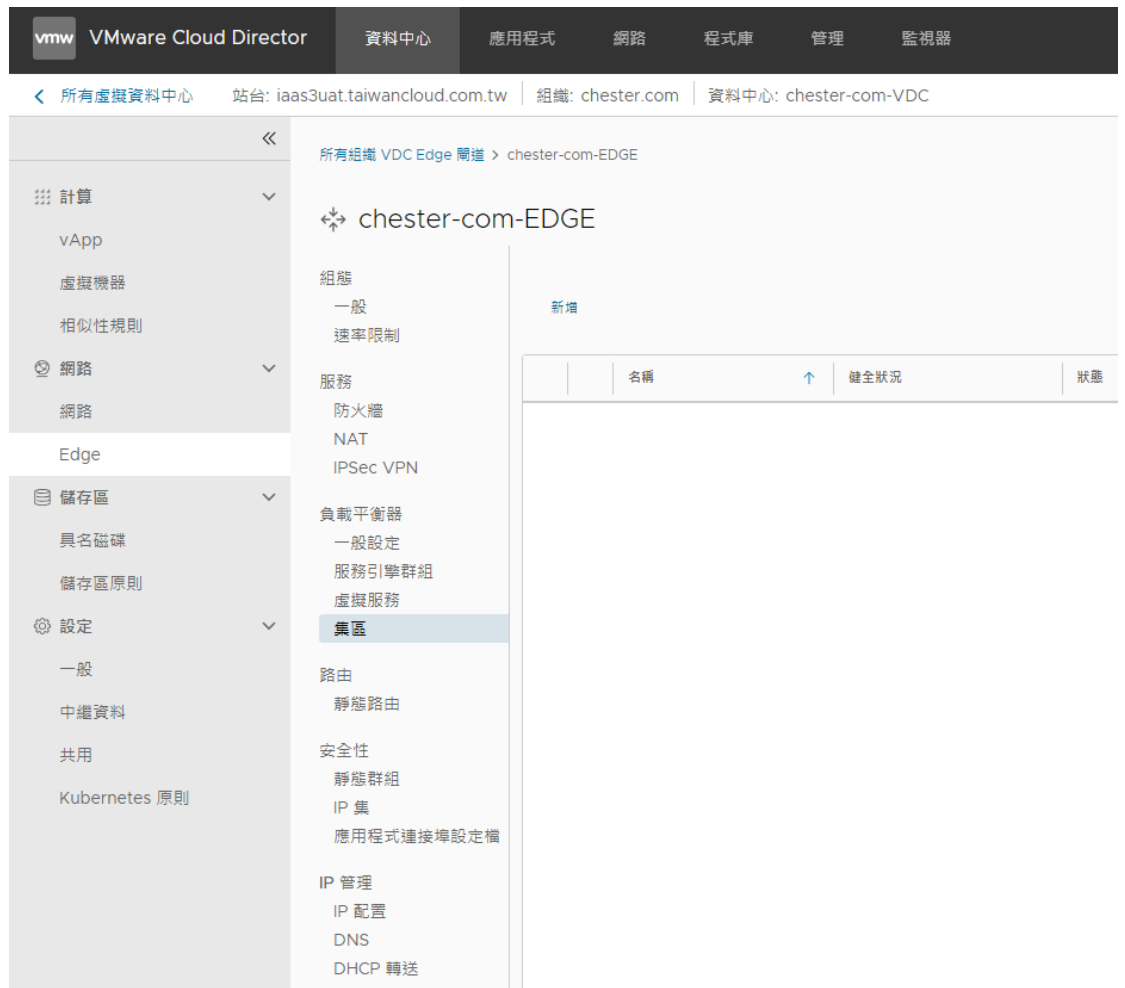 vmw VMware Cloud Director 資料中心 應用程式 網路 程式庫 管理 監視器
所有虛擬資料中心 站台: iaas3uat.taiwancloud.com.tw 組織: chester.com 資料中心: chester-com-VDC
計算
vApp
虛擬機器
相似性規則
網路
網路
Edge
儲存區
具名磁碟
儲存區原則
設定
一般
中繼資料
共用
Kubernetes 原則
所有組織 VDC Edge 閘道 > chester-com-EDGE
chester-com-EDGE
組態
一般
速率限制
服務
防火牆
NAT
IPSec VPN
負載平衡器
一般設定
服務引擎群組
虛擬服務
集區
路由
靜態路由
安全性
靜態群組
IP 集
應用程式連接埠設定檔
IP 管理
IP 配置
DNS
DHCP 轉送
新增
名稱 健全狀況 狀態